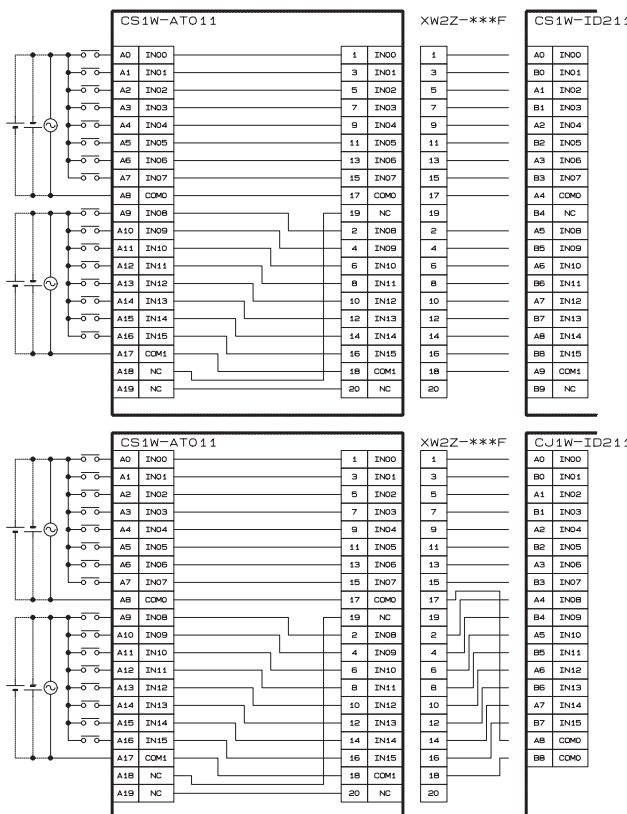 CS1W-AT011 XW2Z-***F CS1W-ID211
A0 IN00 1 IN00 1 A0 IN00
A1 IN01 3 IN01 3 B0 IN01
A2 IN02 5 IN02 5 A1 IN02
A3 IN03 7 IN03 7 B1 IN03
A4 IN04 9 IN04 9 A2 IN04
A5 IN05 11 IN05 11 B2 IN05
A6 IN06 13 IN06 13 A3 IN06
A7 IN07 15 IN07 15 B3 IN07
A8 COM0 17 COM0 17 A4 COM0
A9 IN08 19 NC 19 B4 NC
A10 IN09 2 IN08 2 A5 IN08
A11 IN10 4 IN09 4 B5 IN09
A12 IN11 6 IN10 6 A6 IN10
A13 IN12 8 IN11 8 B6 IN11
A14 IN13 10 IN12 10 A7 IN12
A15 IN14 12 IN13 12 B7 IN13
A16 IN15 14 IN14 14 A8 IN14
A17 COM1 16 IN15 16 B8 IN15
A18 NC 18 COM1 18 A9 COM1
A19 NC 20 NC 20 B9 NC
CS1W-AT011 XW2Z-***F CJ1W-ID211
A0 IN00 1 IN00 1 A0 IN00
A1 IN01 3 IN01 3 B0 IN01
A2 IN02 5 IN02 5 A1 IN02
A3 IN03 7 IN03 7 B1 IN03
A4 IN04 9 IN04 9 A2 IN04
A5 IN05 11 IN05 11 B2 IN05
A6 IN06 13 IN06 13 A3 IN06
A7 IN07 15 IN07 15 B3 IN07
A8 COM0 17 COM0 17 A4 IN08
A9 IN08 19 NC 19 B4 IN09
A10 IN09 2 IN08 2 A5 IN10
A11 IN10 4 IN09 4 B5 IN11
A12 IN11 6 IN10 6 A6 IN12
A13 IN12 8 IN11 8 B6 IN13
A14 IN13 10 IN12 10 A7 IN14
A15 IN14 12 IN13 12 B7 IN15
A16 IN15 14 IN14 14 A8 COM0
A17 COM1 16 IN15 16 B8 COM0
A18 NC 18 COM1 18
A19 NC 20 NC 20